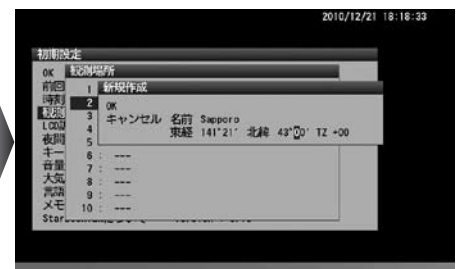 2010/12/21 18:18:33
初期設定
OK 観測場所
前回 1 新規作成
時刻 2 OK
観測 3 キャンセル 名前 Sapporo
LCD 4 東経 141°21' 北緯 43°00' TZ +00
夜間 5
キー 6 : ---
音量 7 : ---
大気 8 : ---
言語 9 : ---
メモ 10 : ---